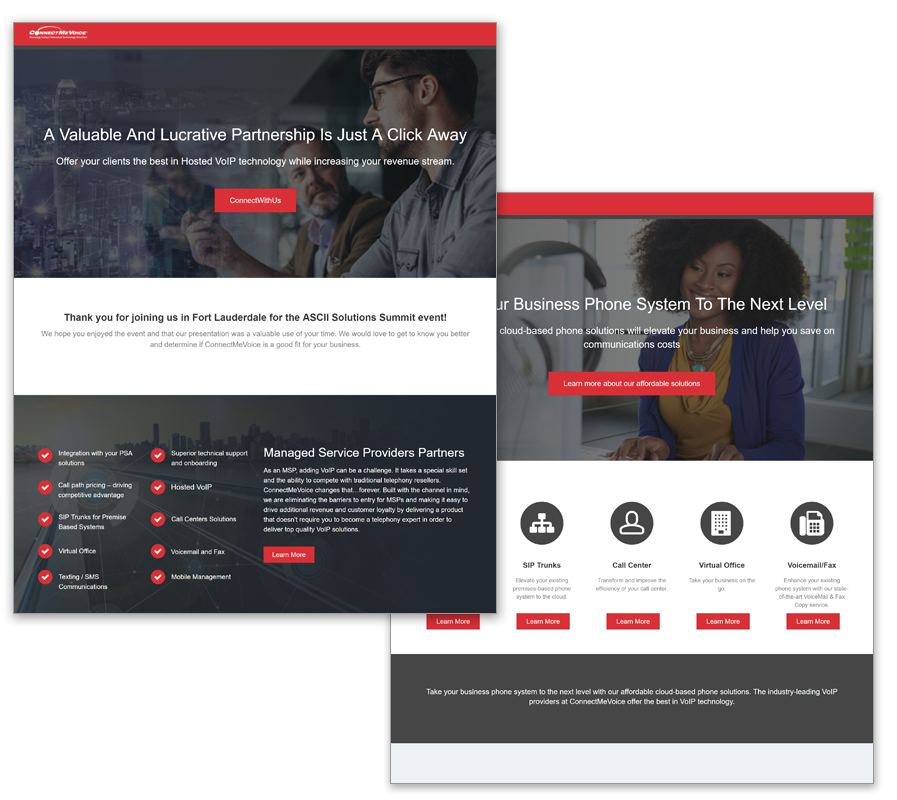 ConnectMeVoice
A Valuable And Lucrative Partnership Is Just A Click Away
Offer your clients the best in Hosted VoIP technology while increasing your revenue stream.
ConnectWithUs
Thank you for joining us in Fort Lauderdale for the ASCII Solutions Summit event!
We hope you enjoyed the event and that our presentation was a valuable use of your time. We would love to get to know you better
and determine if ConnectMeVoice is a good fit for your business.
Integration with your PSA
solutions
Call path pricing – driving
competitive advantage
SIP Trunks for Premise
Based Systems
Virtual Office
Texting / SMS
Communications
Superior technical support
and onboarding
Hosted VoIP
Call Centers Solutions
Voicemail and Fax
Mobile Management
Managed Service Providers Partners
As an MSP, adding VoIP can be a challenge. It takes a special skill set
and the ability to compete with traditional telephony resellers.
ConnectMeVoice changes that…forever. Built with the channel in mind,
we are eliminating the barriers to entry for MSPs and making it easy to
drive additional revenue and customer loyalty by delivering a product
that doesn't require you to become a telephony expert in order to
deliver top quality VoIP solutions.
Learn More
ur Business Phone System To The Next Level
cloud-based phone solutions will elevate your business and help you save on
communications costs
Learn more about our affordable solutions
SIP Trunks
Elevate your existing
premises-based phone
system to the cloud.
Learn More
Call Center
Transform and improve the
efficiency of your call center.
Learn More
Virtual Office
Take your business on the
go.
Learn More
Voicemail/Fax
Enhance your existing
phone system with our state-
of-the-art VoiceMail & Fax
Copy service.
Learn More
Learn More
Take your business phone system to the next level with our affordable cloud-based phone solutions. The industry-leading VoIP
providers at ConnectMeVoice offer the best in VoIP technology.